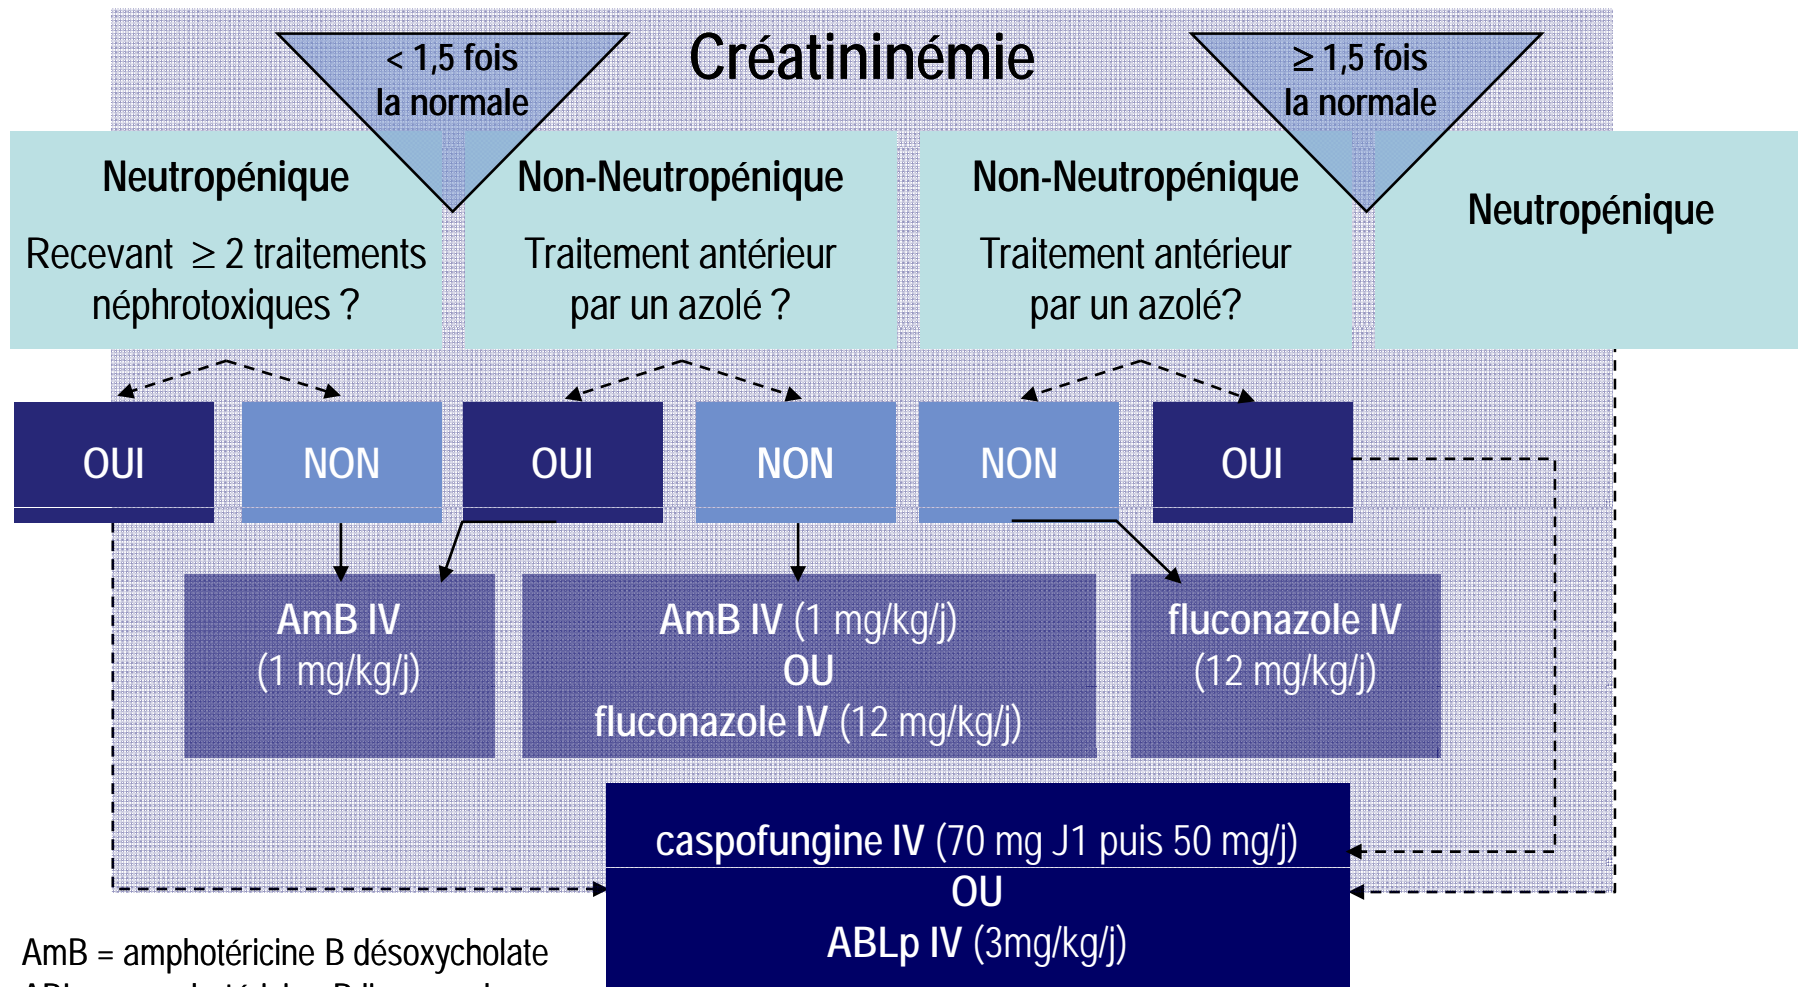 Créatininémie
< 1,5 fois
la normale
≥ 1,5 fois
la normale
Neutropénique
Recevant ≥ 2 traitements
néphrotoxiques ?
Non-Neutropénique
Traitement antérieur
par un azolé ?
Non-Neutropénique
Traitement antérieur
par un azolé?
Neutropénique
OUI
NON
OUI
NON
NON
OUI
AmB IV
(1 mg/kg/j)
AmB IV (1 mg/kg/j)
OU
fluconazole IV (12 mg/kg/j)
fluconazole IV
(12 mg/kg/j)
caspofungine IV (70 mg J1 puis 50 mg/j)
OU
ABLp IV (3mg/kg/j)
AmB = amphotéricine B désoxycholate